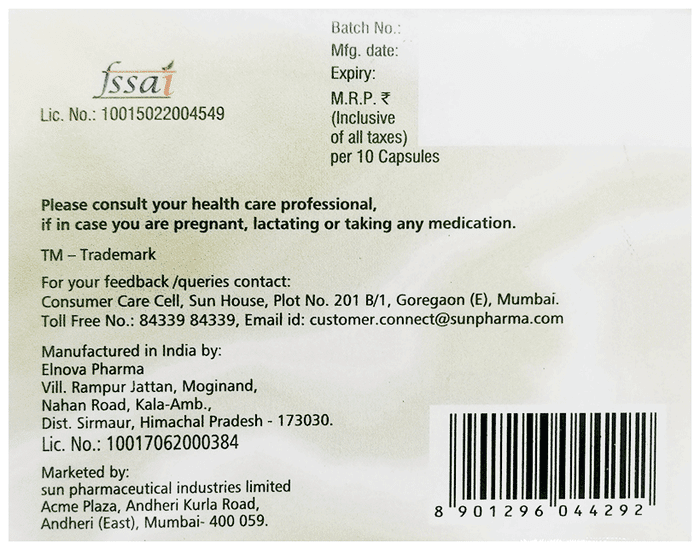 fssai
Lic. No.: 10015022004549
Batch No.:
Mfg. date:
Expiry:
M.R.P. ₹
(Inclusive
of all taxes)
per 10 Capsules
Please consult your health care professional,
if in case you are pregnant, lactating or taking any medication.
TM – Trademark
For your feedback /queries contact:
Consumer Care Cell, Sun House, Plot No. 201 B/1, Goregaon (E), Mumbai.
Toll Free No.: 84339 84339, Email id: customer.connect@sunpharma.com
Manufactured in India by:
Elnova Pharma
Vill. Rampur Jattan, Moginand,
Nahan Road, Kala-Amb.,
Dist. Sirmaur, Himachal Pradesh - 173030.
Lic. No.: 10017062000384
Marketed by:
sun pharmaceutical industries limited
Acme Plaza, Andheri Kurla Road,
Andheri (East), Mumbai- 400 059.
8 901296 044292